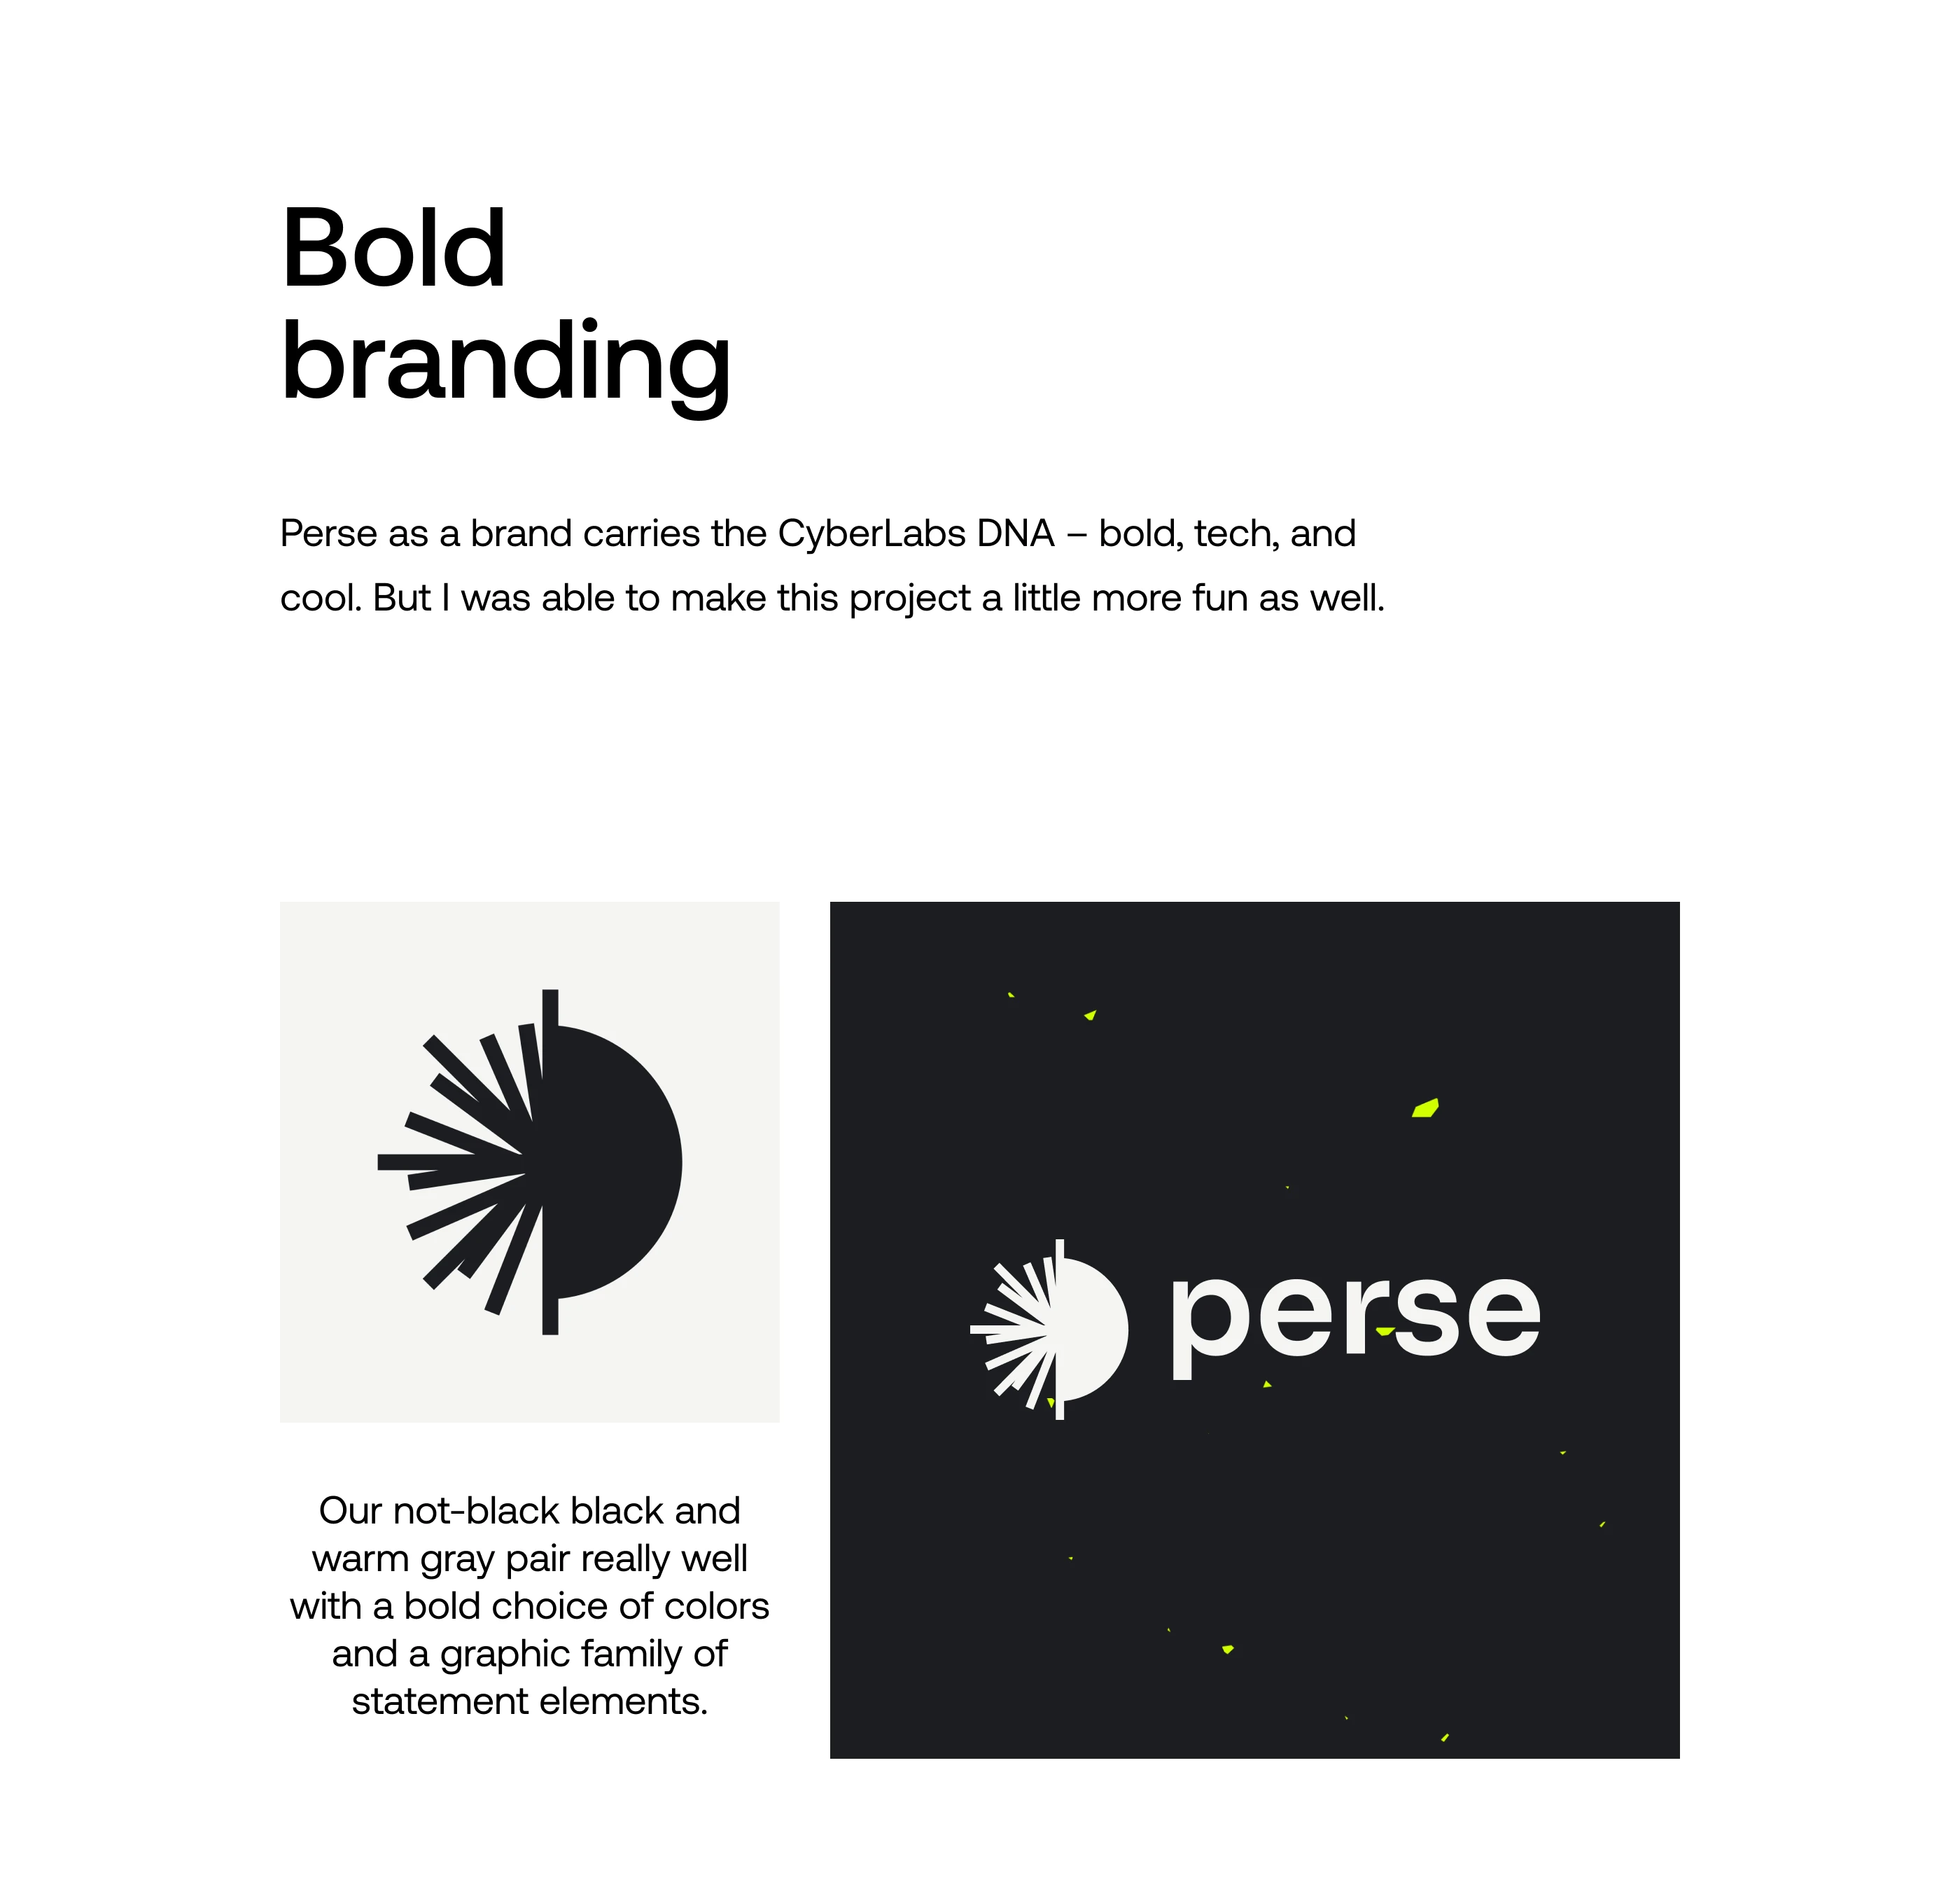 Bold
branding
Perse as a brand carries the CyberLabs DNA – bold, tech, and
cool. But I was able to make this project a little more fun as well.
perse
Our not-black black and
warm gray pair really well
with a bold choice of colors
and a graphic family of
statement elements.